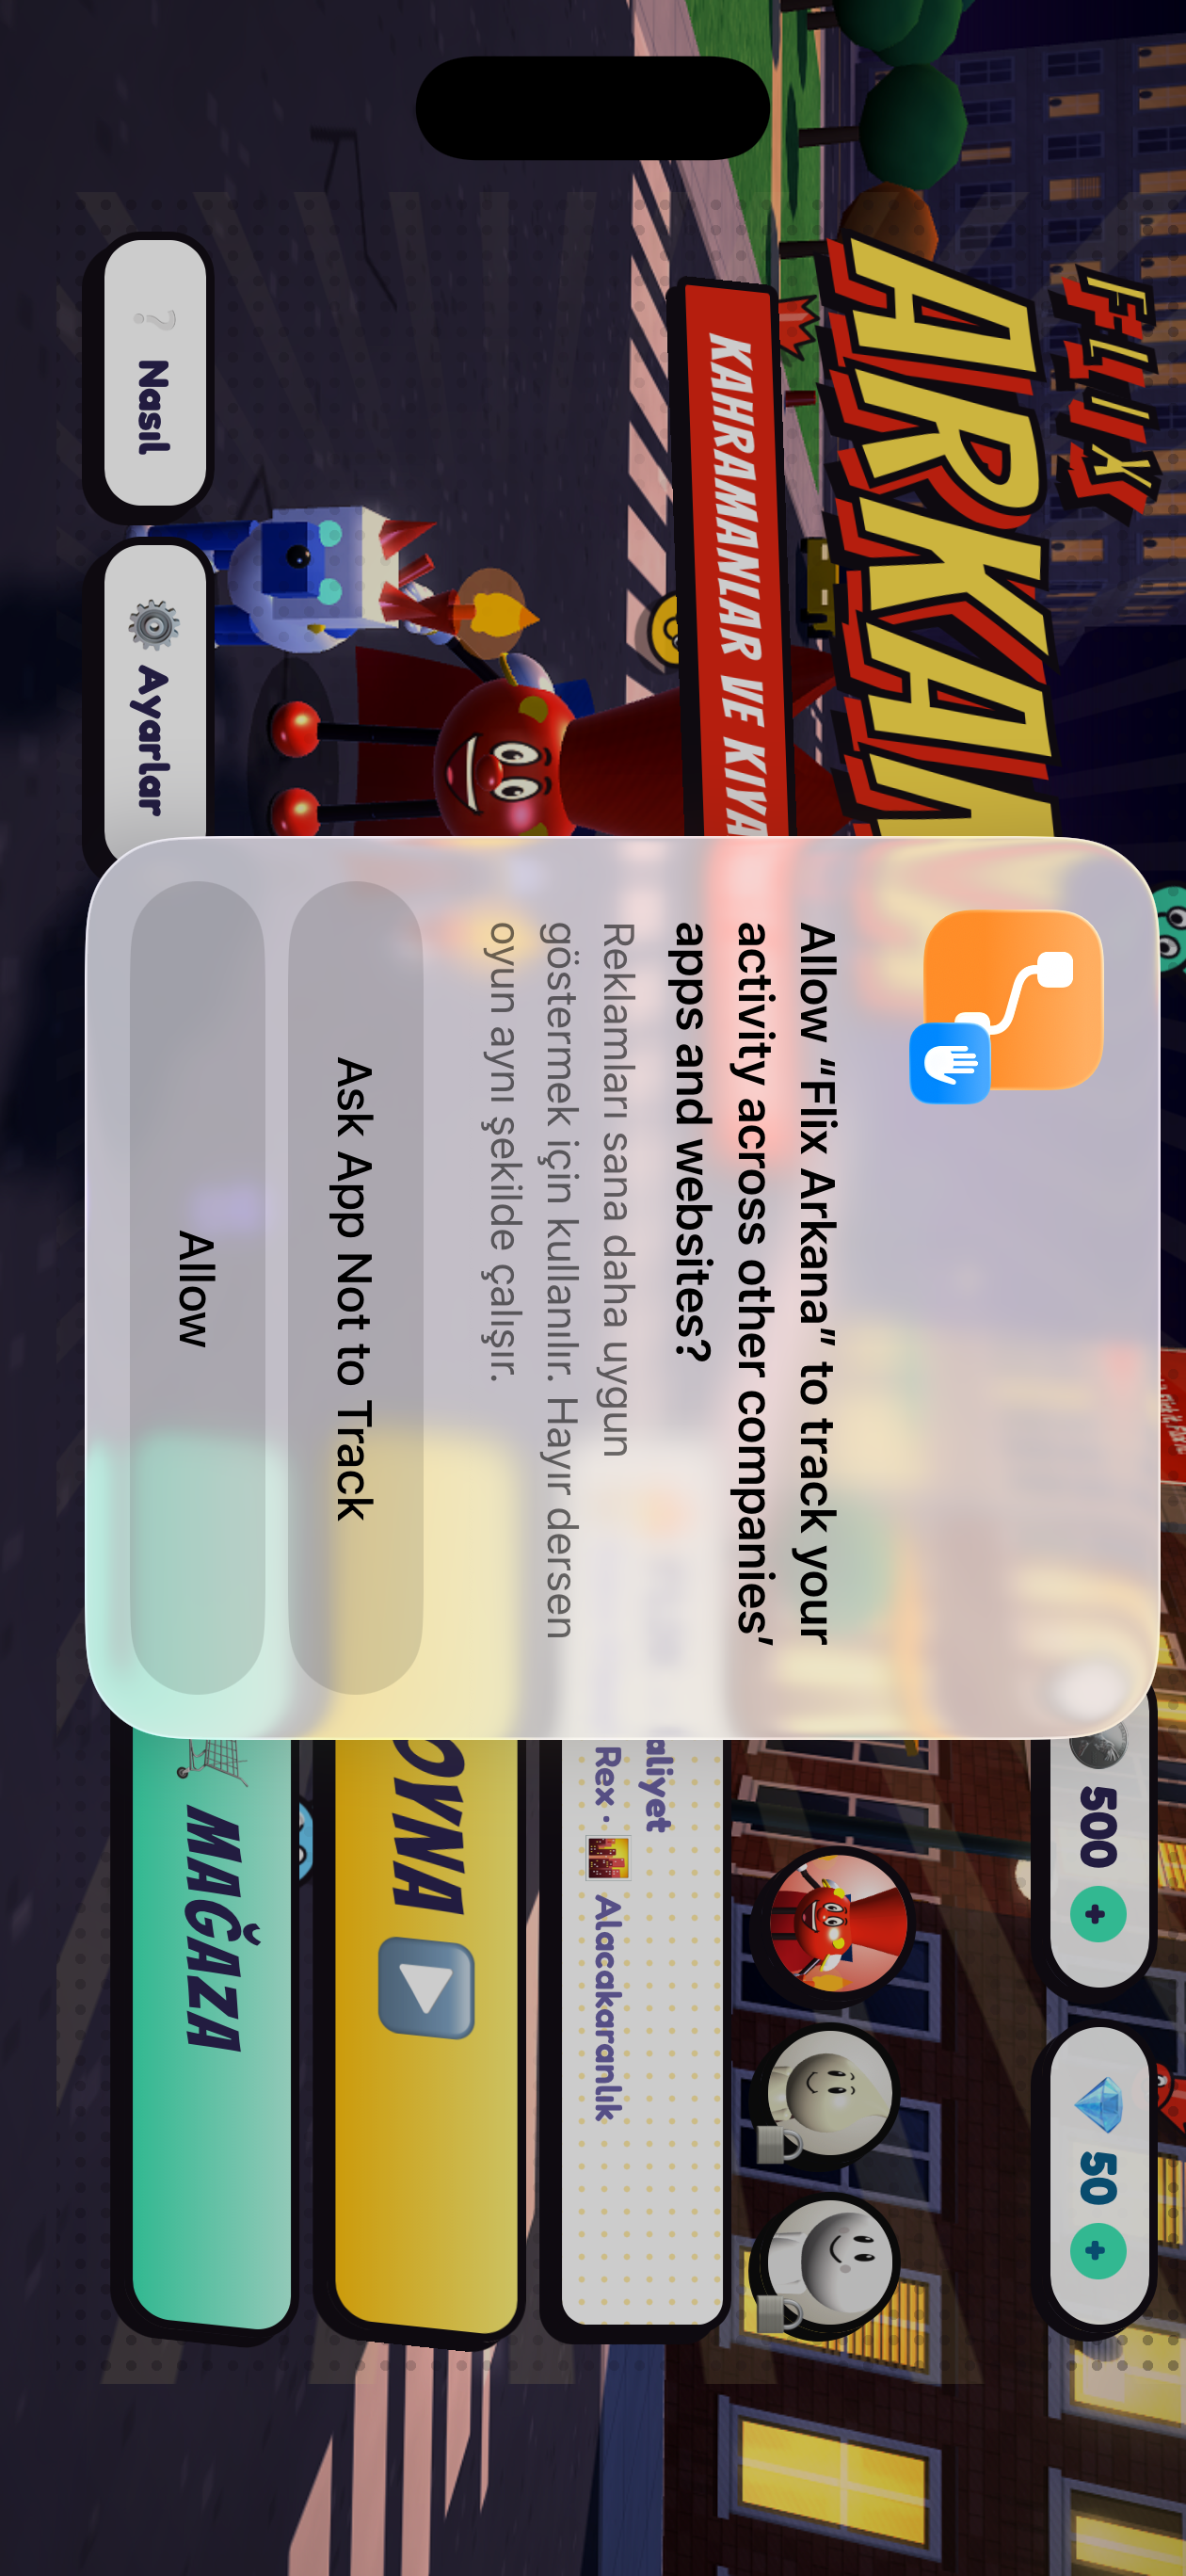 FLIX
ARKAN
KAHRAMANLAR VE KIYA
500 +
50 +
Allow “Flix Arkana” to track your
activity across other companies’
apps and websites?
Reklamları sana daha uygun
göstermek için kullanılır. Hayır dersen
oyun aynı şekilde çalışır.
Ask App Not to Track
Allow
aliyet
Rex · Alacakaranlık
OYNA
MAĞAZA
? Nasıl
Ayarlar